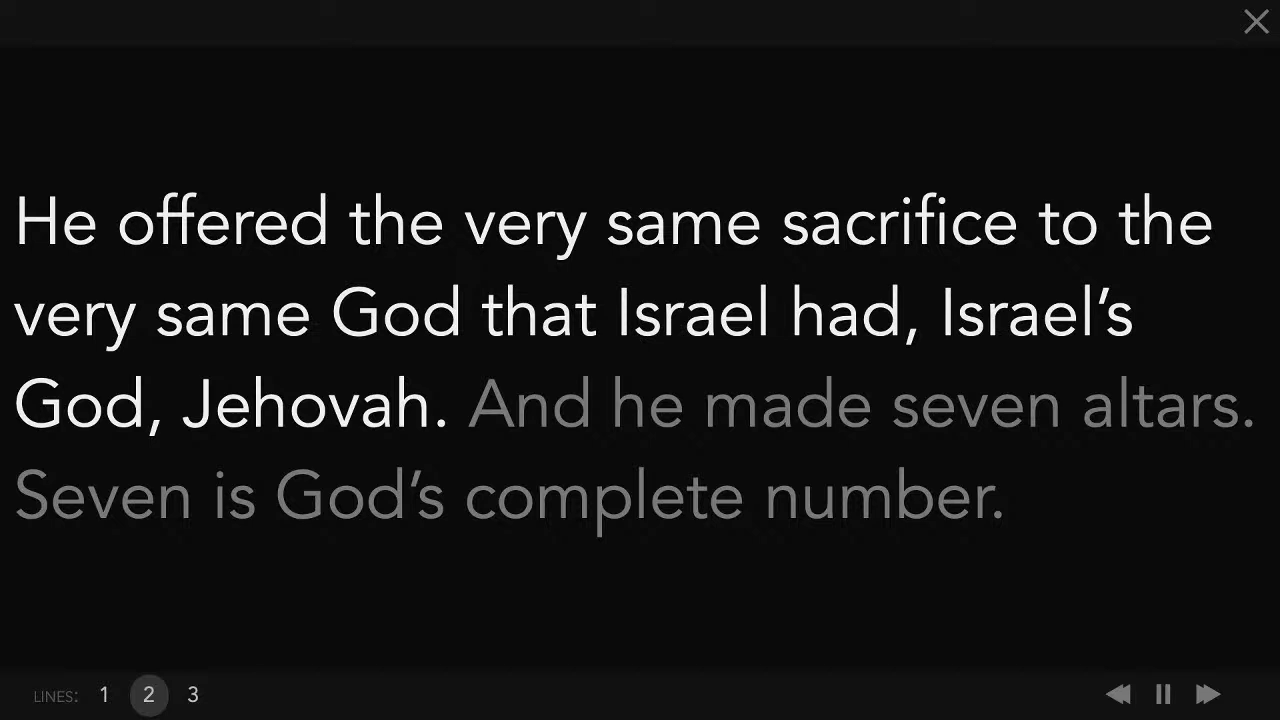 He offered the very same sacrifice to the
very same God that Israel had, Israel’s
God, Jehovah. And he made seven altars.
Seven is God’s complete number.
LINES: 1 2 3